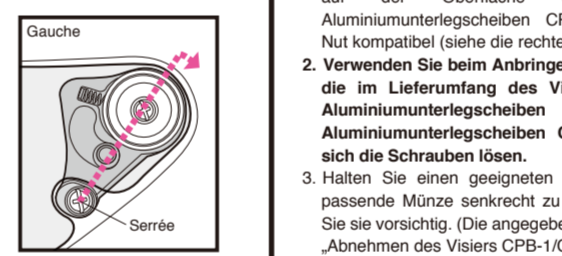 Gauche
Serrée
auf der Oberfläche
Aluminiumunterlegscheiben
Nut kompatibel (siehe die rechte
2. Verwenden Sie beim Anbringe
die im Lieferumfang des Vi
Aluminiumunterlegscheiben
Aluminiumunterlegscheiben C
sich die Schrauben lösen.
3. Halten Sie einen geeigneten
passende Münze senkrecht zu
Sie sie vorsichtig. (Die angegebe
„Abnehmen des Visiers CPB-1/C